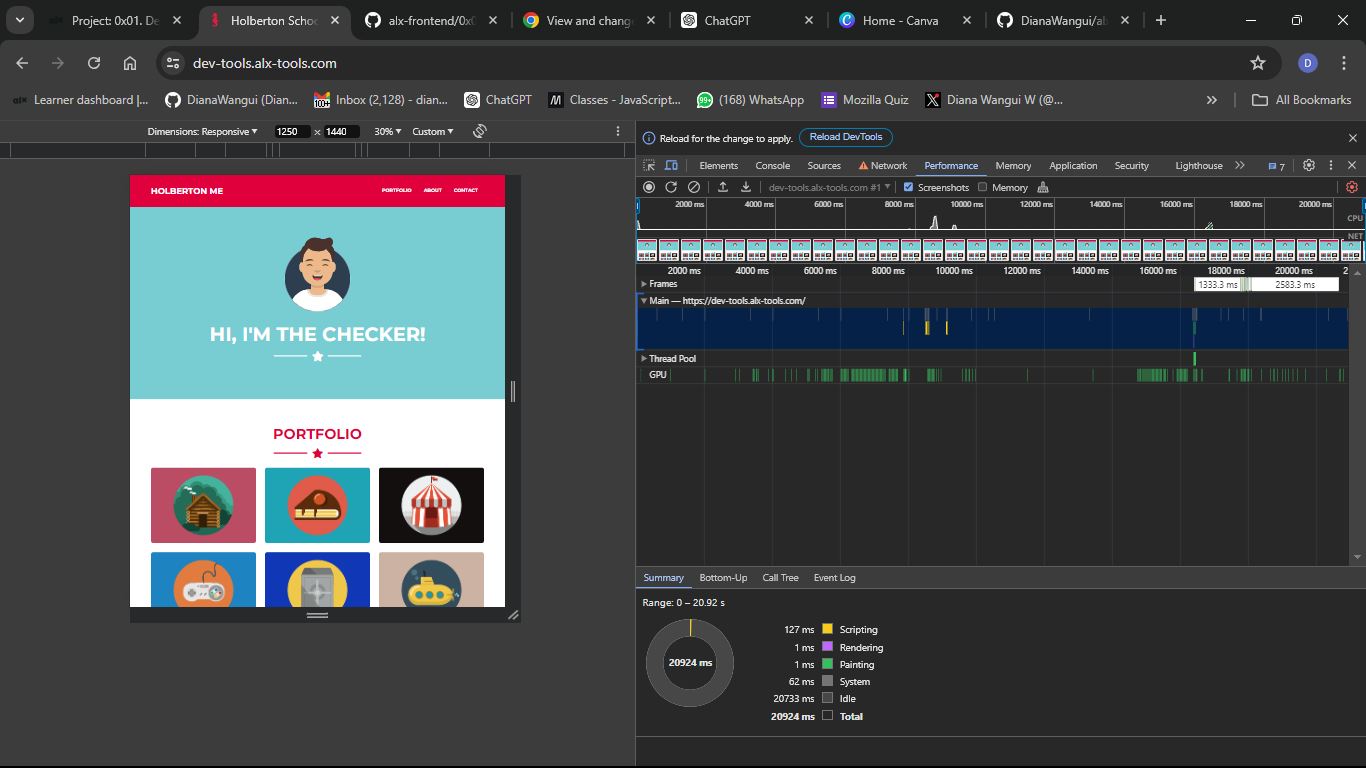 Project: 0x01. De
Holberton Schoo
alx-frontend/0x0
View and change
ChatGPT
Home - Canva
DianaWangui/al
dev-tools.alx-tools.com
D
alx Learner dashboard |...
DianaWangui (Dian...
100+ Inbox (2,128) - dian...
ChatGPT
Classes - JavaScript...
99+ (168) WhatsApp
Mozilla Quiz
Diana Wangui W (@...
»
All Bookmarks
Dimensions: Responsive 1250 × 1440 30% Custom
HOLBERTON ME
PORTFOLIO ABOUT CONTACT
HI, I'M THE CHECKER!
PORTFOLIO
Reload for the change to apply. Reload DevTools
Elements Console Sources Network Performance Memory Application Security Lighthouse » 7
dev-tools.alx-tools.com #1 Screenshots Memory
2000 ms 4000 ms 6000 ms 8000 ms 10000 ms 12000 ms 14000 ms 16000 ms 18000 ms 20000 ms
CPU
NET
2000 ms 4000 ms 6000 ms 8000 ms 10000 ms 12000 ms 14000 ms 16000 ms 18000 ms 20000 ms 2
Frames 1333.3 ms 2583.3 ms
Main — https://dev-tools.alx-tools.com/
Thread Pool
GPU
Summary Bottom-Up Call Tree Event Log
Range: 0 – 20.92 s
20924 ms
127 ms Scripting
1 ms Rendering
1 ms Painting
62 ms System
20733 ms Idle
20924 ms Total